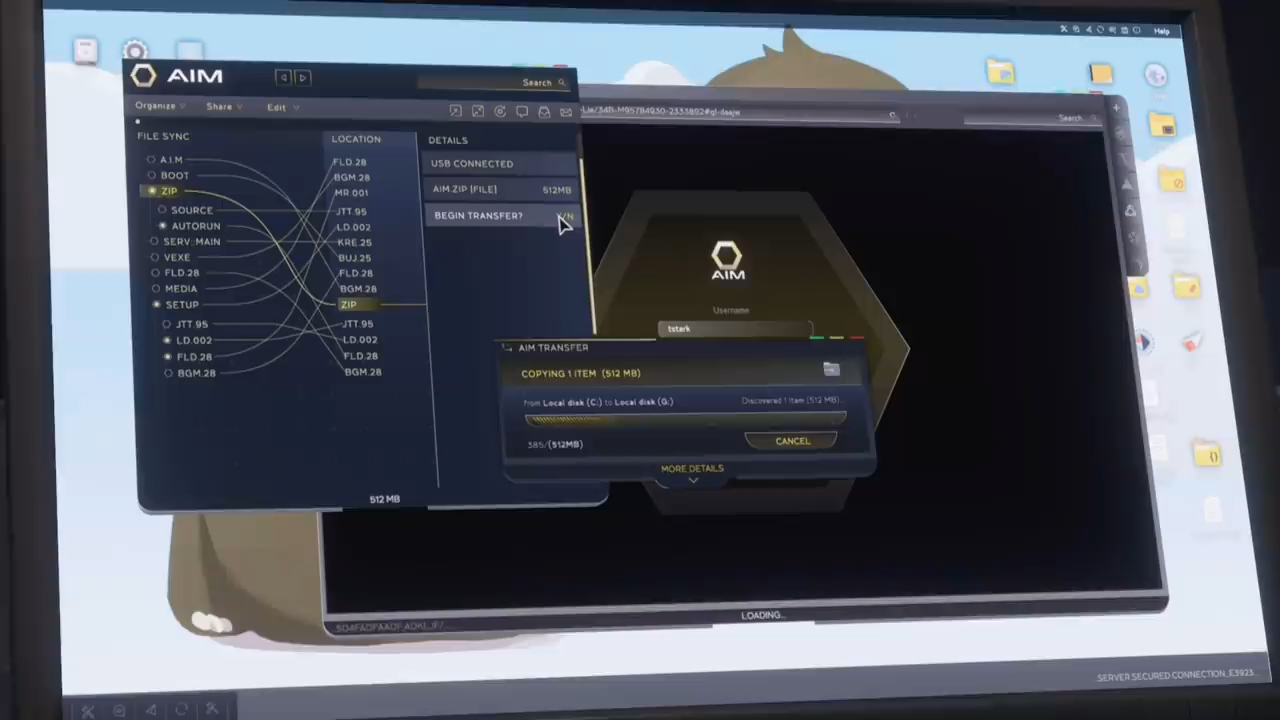 Help
AIM
Search
Organize
Share
Edit
FILE SYNC
LOCATION
DETAILS
A.I.M
BOOT
ZIP
SOURCE
AUTORUN
SERV::MAIN
VEXE
FLD.28
MEDIA
SETUP
JTT.95
LD.002
FLD.28
BGM.28
FLD.28
BGM.28
MR.001
JTT.95
LD.002
KRE.25
BUJ.25
FLD.28
BGM.28
ZIP
JTT.95
LD.002
FLD.28
BGM.28
USB CONNECTED
AIM.ZIP [FILE] 512MB
BEGIN TRANSFER?
512 MB
Search
AIM
Username
tstark
AIM TRANSFER
COPYING 1 ITEM (512 MB)
from Local disk (C:) to Local disk (G:)
Discovered 1 Item (512 MB)...
385/(512MB)
CANCEL
MORE DETAILS
LOADING...
SERVER SECURED CONNECTION_E3923...